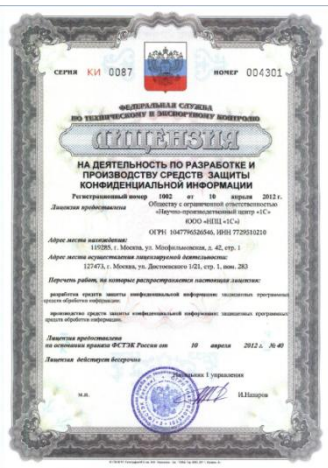 СЕРИЯ КИ 0087 НОМЕР 004301
ФЕДЕРАЛЬНАЯ СЛУЖБА
ПО ТЕХНИЧЕСКОМУ И ЭКСПОРТНОМУ КОНТРОЛЮ
ЛИЦЕНЗИЯ
НА ДЕЯТЕЛЬНОСТЬ ПО РАЗРАБОТКЕ И
ПРОИЗВОДСТВУ СРЕДСТВ ЗАЩИТЫ
КОНФИДЕНЦИАЛЬНОЙ ИНФОРМАЦИИ
Регистрационный номер 1002 от 10 апреля 2012 г.
Лицензия предоставлена Обществу с ограниченной ответственностью
«Научно-производственный центр «1С»
(ООО «НПЦ «1С»)
ОГРН 1047796526546, ИНН 7729510210
Адрес места нахождения:
119285, г. Москва, ул. Мосфильмовская, д. 42, стр. 1
Адрес места осуществления лицензируемой деятельности:
127473, г. Москва, ул. Достоевского 1/21, стр. 1, пом. 283
Перечень работ, на которые распространяется настоящая лицензия:
разработка средств защиты конфиденциальной информации: защищенных программных
средств обработки информации;
производство средств защиты конфиденциальной информации: защищенных программных
средств обработки информации.
Лицензия предоставлена
на основании приказа ФСТЭК России от 10 апреля 2012 г. № 40
Лицензия действует бессрочно
Начальник 1 управления
м.п. И.Назаров